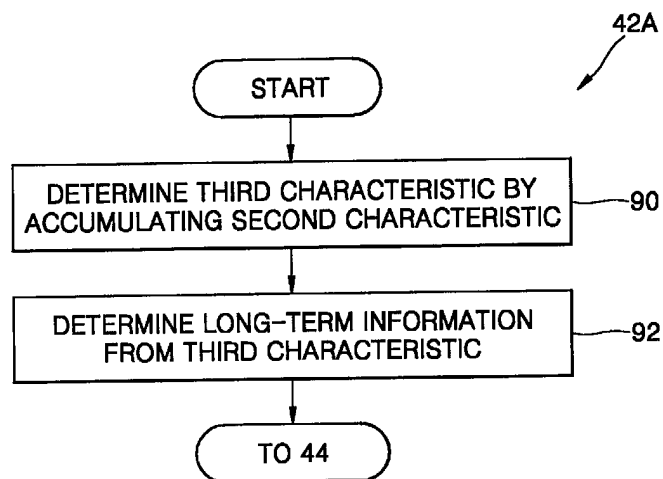 42A
START
DETERMINE THIRD CHARACTERISTIC BY
ACCUMULATING SECOND CHARACTERISTIC
90
DETERMINE LONG-TERM INFORMATION
FROM THIRD CHARACTERISTIC
92
TO 44